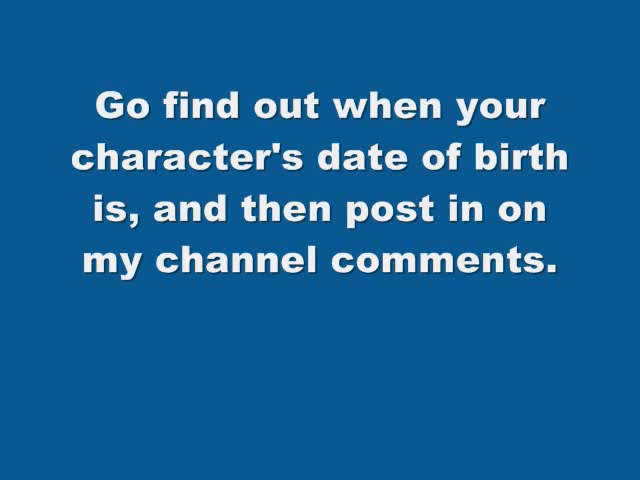 Go find out when your
character's date of birth
is, and then post in on
my channel comments.